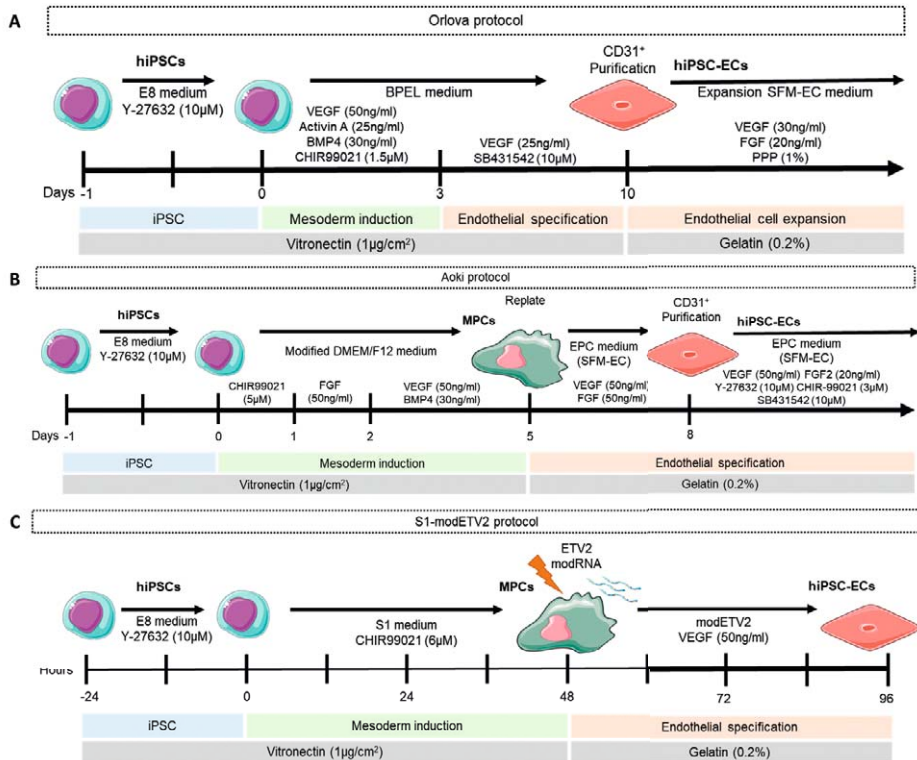 A
Orlova protocol
hiPSCs
E8 medium
Y-27632 (10µM)
BPEL medium
VEGF (50ng/ml)
Activin A (25ng/ml)
BMP4 (30ng/ml)
CHIR99021 (1.5µM)
VEGF (25ng/ml)
SB431542 (10µM)
CD31⁺
Purification
hiPSC-ECs
Expansion SFM-EC medium
VEGF (30ng/ml)
FGF (20ng/ml)
PPP (1%)
Days -1 0 3 10
iPSC Mesoderm induction Endothelial specification Endothelial cell expansion
Vitronectin (1µg/cm²) Gelatin (0.2%)
B
Aoki protocol
hiPSCs
E8 medium
Y-27632 (10µM)
Modified DMEM/F12 medium
CHIR99021
(5µM)
FGF
(50ng/ml)
VEGF (50ng/ml)
BMP4 (30ng/ml)
Replate
MPCs
EPC medium
(SFM-EC)
VEGF (50ng/ml)
FGF (50ng/ml)
CD31⁺
Purification
hiPSC-ECs
EPC medium
(SFM-EC)
VEGF (50ng/ml) FGF2 (20ng/ml)
Y-27632 (10µM) CHIR-99021 (3µM)
SB431542 (10µM)
Days -1 0 1 2 5 8
iPSC Mesoderm induction Endothelial specification
Vitronectin (1µg/cm²) Gelatin (0.2%)
C
S1-modETV2 protocol
hiPSCs
E8 medium
Y-27632 (10µM)
S1 medium
CHIR99021 (6µM)
MPCs
ETV2
modRNA
modETV2
VEGF (50ng/ml)
hiPSC-ECs
Hours
-24 0 24 48 72 96
iPSC Mesoderm induction Endothelial specification
Vitronectin (1µg/cm²) Gelatin (0.2%)